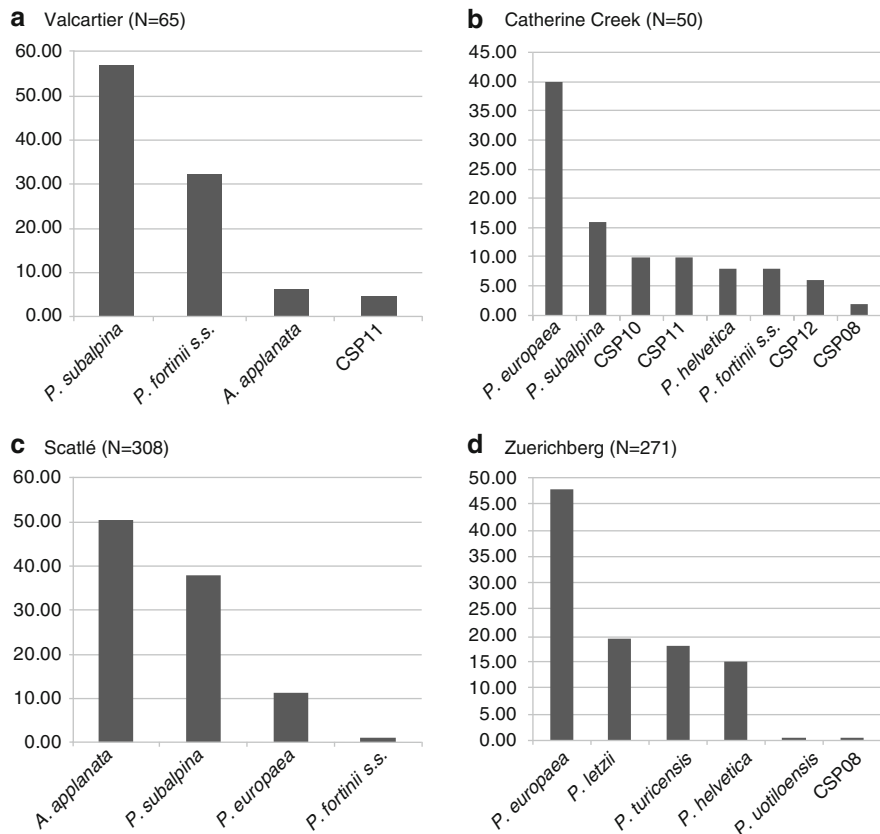 a Valcartier (N=65)
60.00
50.00
40.00
30.00
20.00
10.00
0.00
P. subalpina
P. fortinii s.s.
A. applanata
CSP11
b Catherine Creek (N=50)
45.00
40.00
35.00
30.00
25.00
20.00
15.00
10.00
5.00
0.00
P. europaea
P. subalpina
CSP10
CSP11
P. helvetica
P. fortinii s.s.
CSP12
CSP08
c Scatlé (N=308)
60.00
50.00
40.00
30.00
20.00
10.00
0.00
A. applanata
P. subalpina
P. europaea
P. fortinii s.s.
d Zuerichberg (N=271)
50.00
45.00
40.00
35.00
30.00
25.00
20.00
15.00
10.00
5.00
0.00
P. europaea
P. letzii
P. turicensis
P. helvetica
P. uotiloensis
CSP08